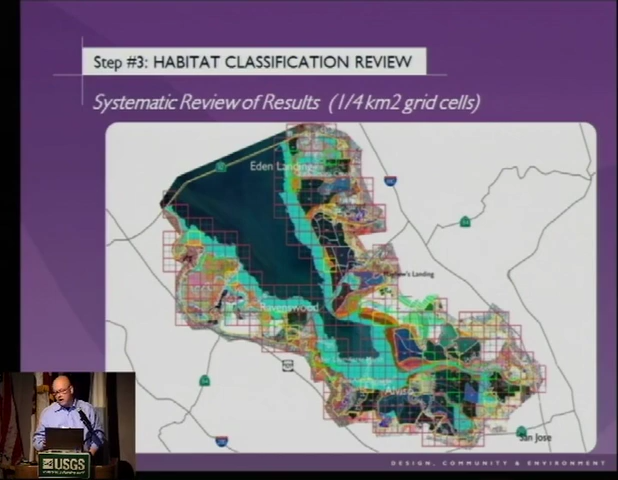 Step #3: HABITAT CLASSIFICATION REVIEW
Systematic Review of Results (1/4 km2 grid cells)
Eden Landing
Ravenswood
San Jose
USGS
DESIGN, COMMUNITY & ENVIRONMENT